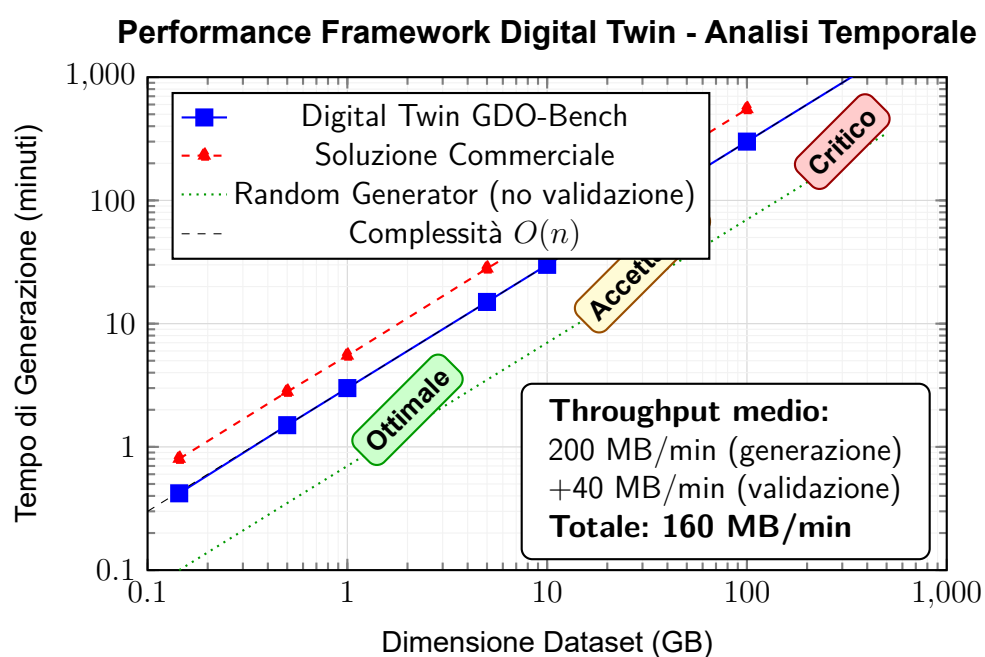 Performance Framework Digital Twin - Analisi Temporale
Tempo di Generazione (minuti)
1,000
100
10
1
0.1
Digital Twin GDO-Bench
Soluzione Commerciale
Random Generator (no validazione)
Complessità O(n)
Critico
Ottimale
Throughput medio:
200 MB/min (generazione)
+40 MB/min (validazione)
Totale: 160 MB/min
0.1
1
10
100
1,000
Dimensione Dataset (GB)